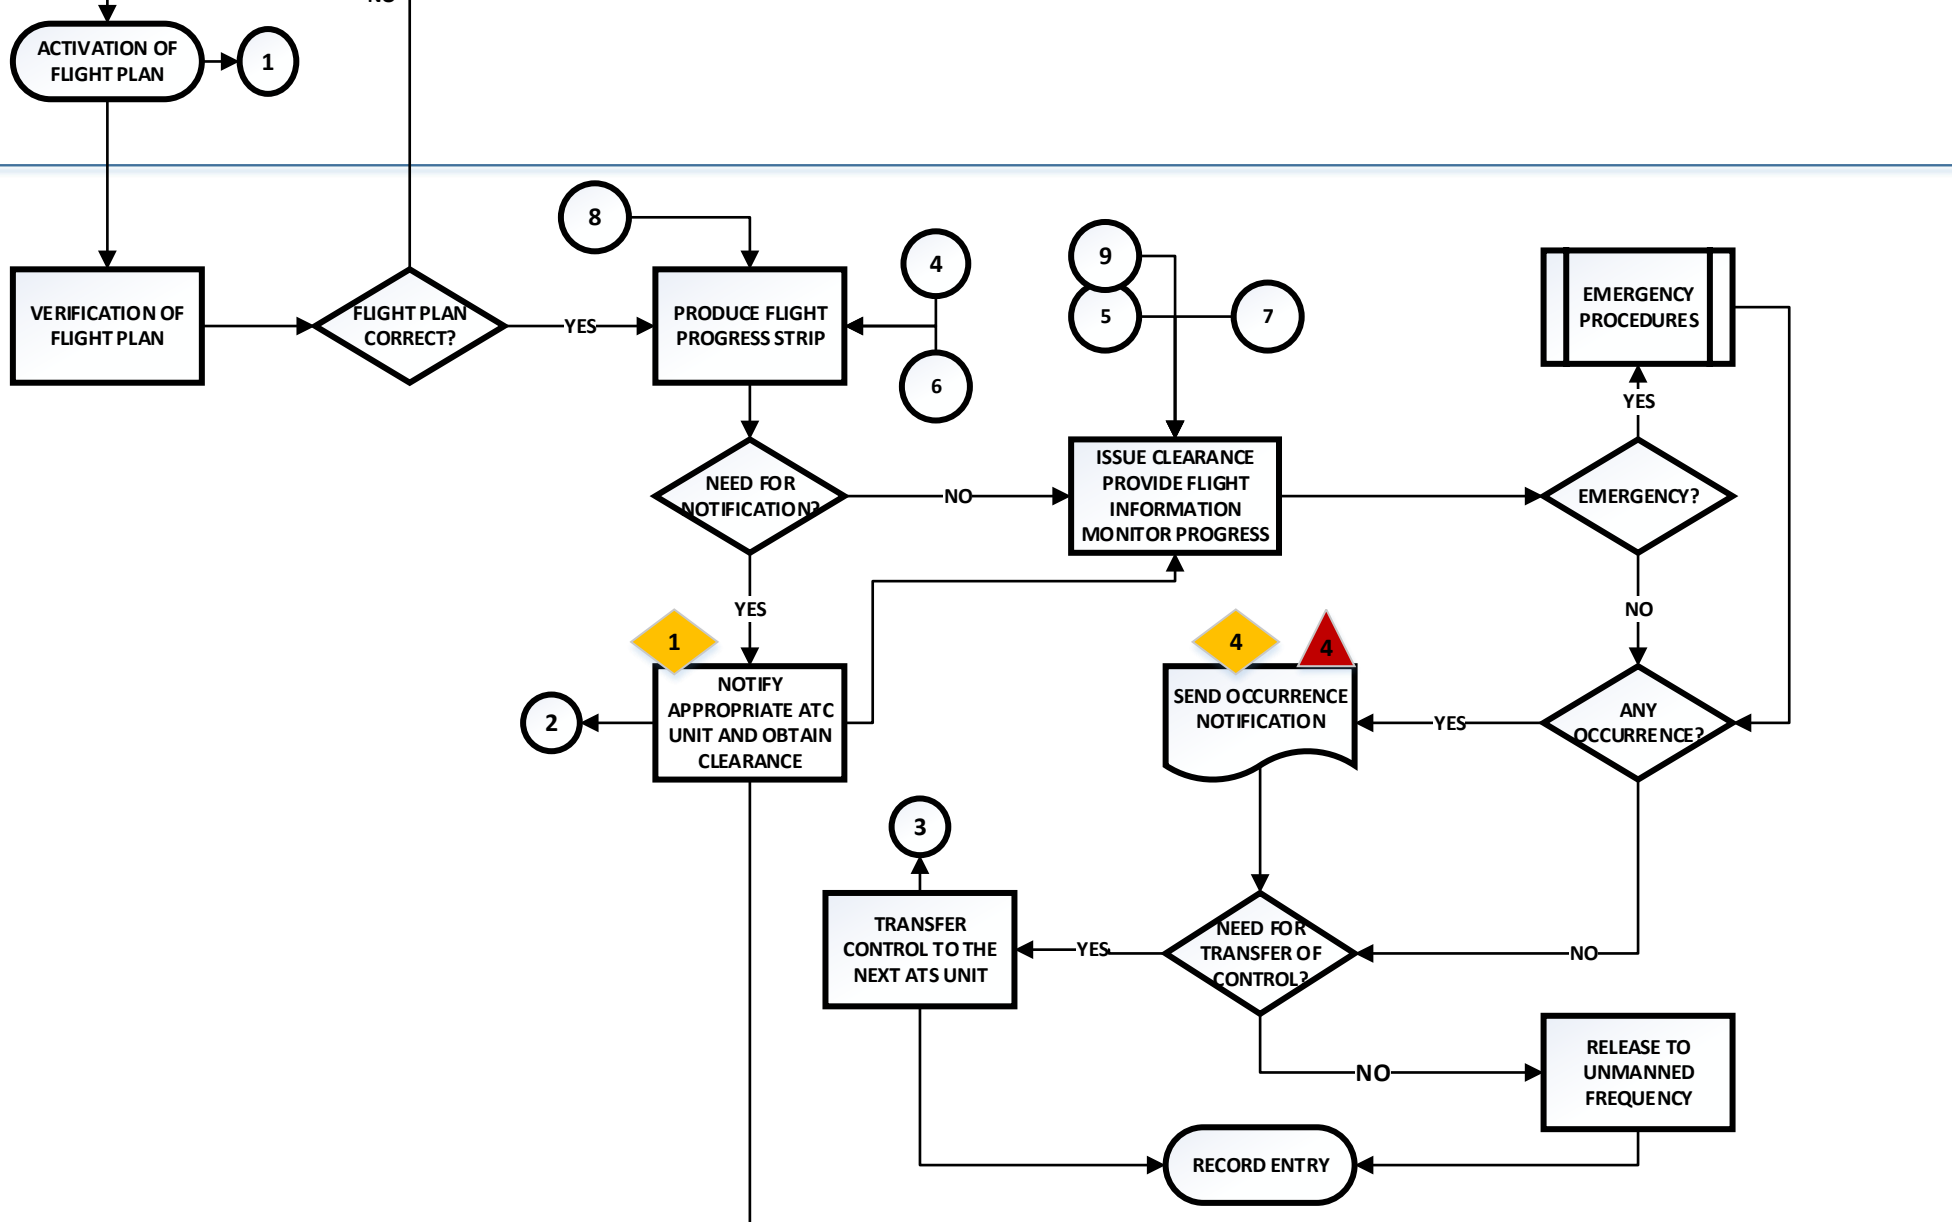 NO
ACTIVATION OF
FLIGHT PLAN
1
8
4
9
5
7
6
VERIFICATION OF
FLIGHT PLAN
FLIGHT PLAN
CORRECT?
YES
PRODUCE FLIGHT
PROGRESS STRIP
EMERGENCY
PROCEDURES
YES
NEED FOR
NOTIFICATION?
NO
ISSUE CLEARANCE
PROVIDE FLIGHT
INFORMATION
MONITOR PROGRESS
EMERGENCY?
YES
NO
1
4
4
2
NOTIFY
APPROPRIATE ATC
UNIT AND OBTAIN
CLEARANCE
SEND OCCURRENCE
NOTIFICATION
YES
ANY
OCCURRENCE?
3
TRANSFER
CONTROL TO THE
NEXT ATS UNIT
YES
NEED FOR
TRANSFER OF
CONTROL?
NO
NO
RELEASE TO
UNMANNED
FREQUENCY
RECORD ENTRY